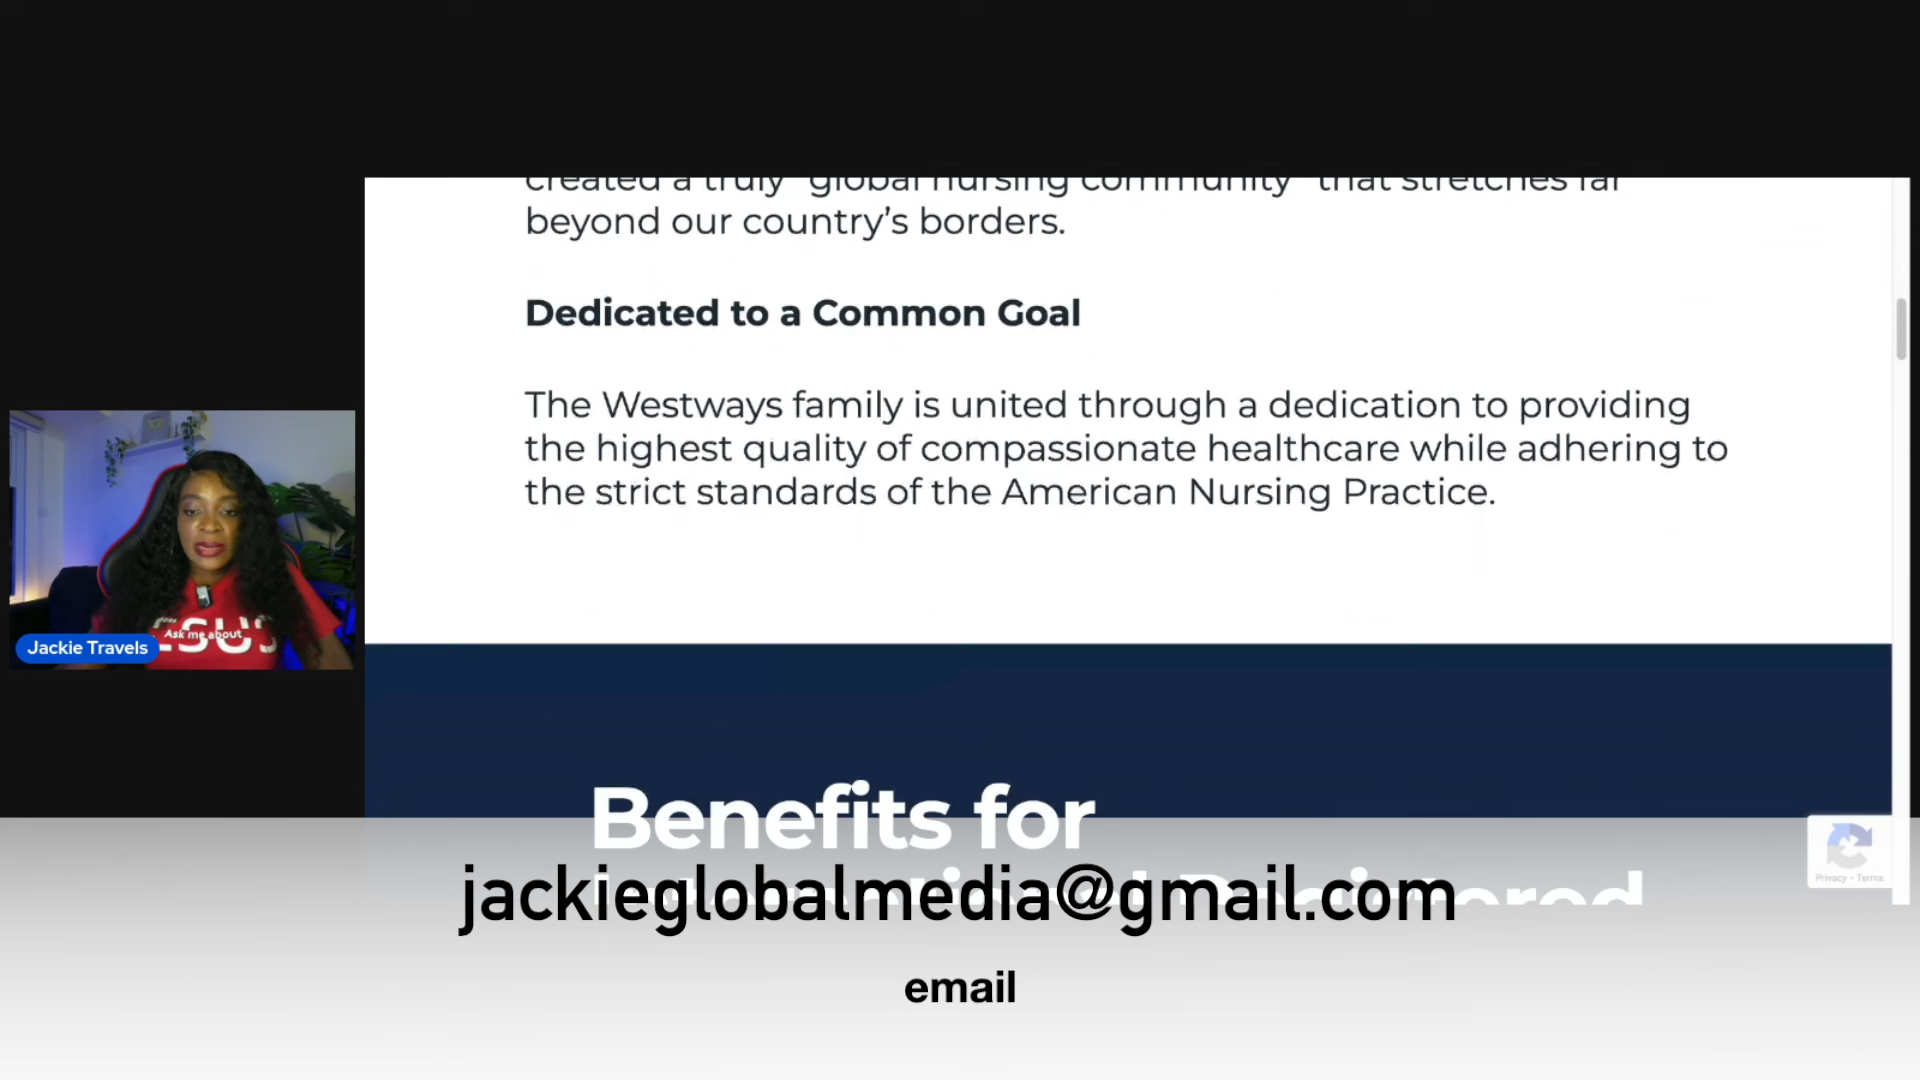 created a truly "global nursing community" that stretches far
beyond our country’s borders.
Dedicated to a Common Goal
The Westways family is united through a dedication to providing
the highest quality of compassionate healthcare while adhering to
the strict standards of the American Nursing Practice.
Ask me about
Jackie Travels
Benefits for
Registered
Privacy - Terms
jackieglobalmedia@gmail.com
email